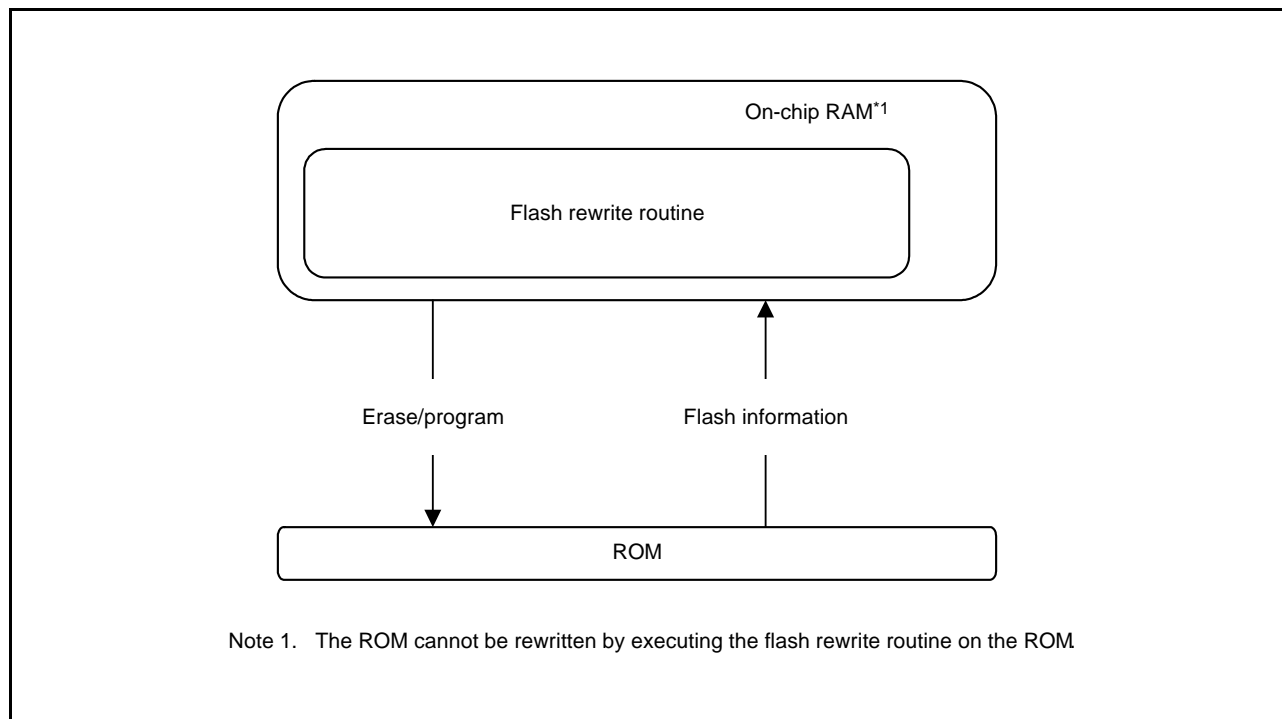 On-chip RAM*1
Flash rewrite routine
Erase/program Flash information
ROM
Note 1. The ROM cannot be rewritten by executing the flash rewrite routine on the ROM.